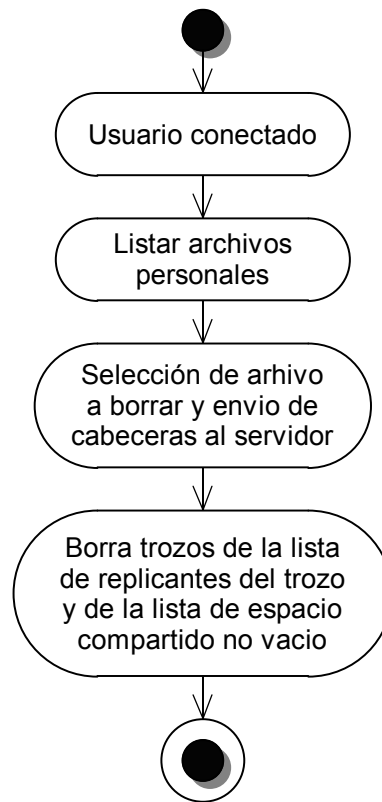 Usuario conectado
Listar archivos
personales
Selección de arhivo
a borrar y envio de
cabeceras al servidor
Borra trozos de la lista
de replicantes del trozo
y de la lista de espacio
compartido no vacio